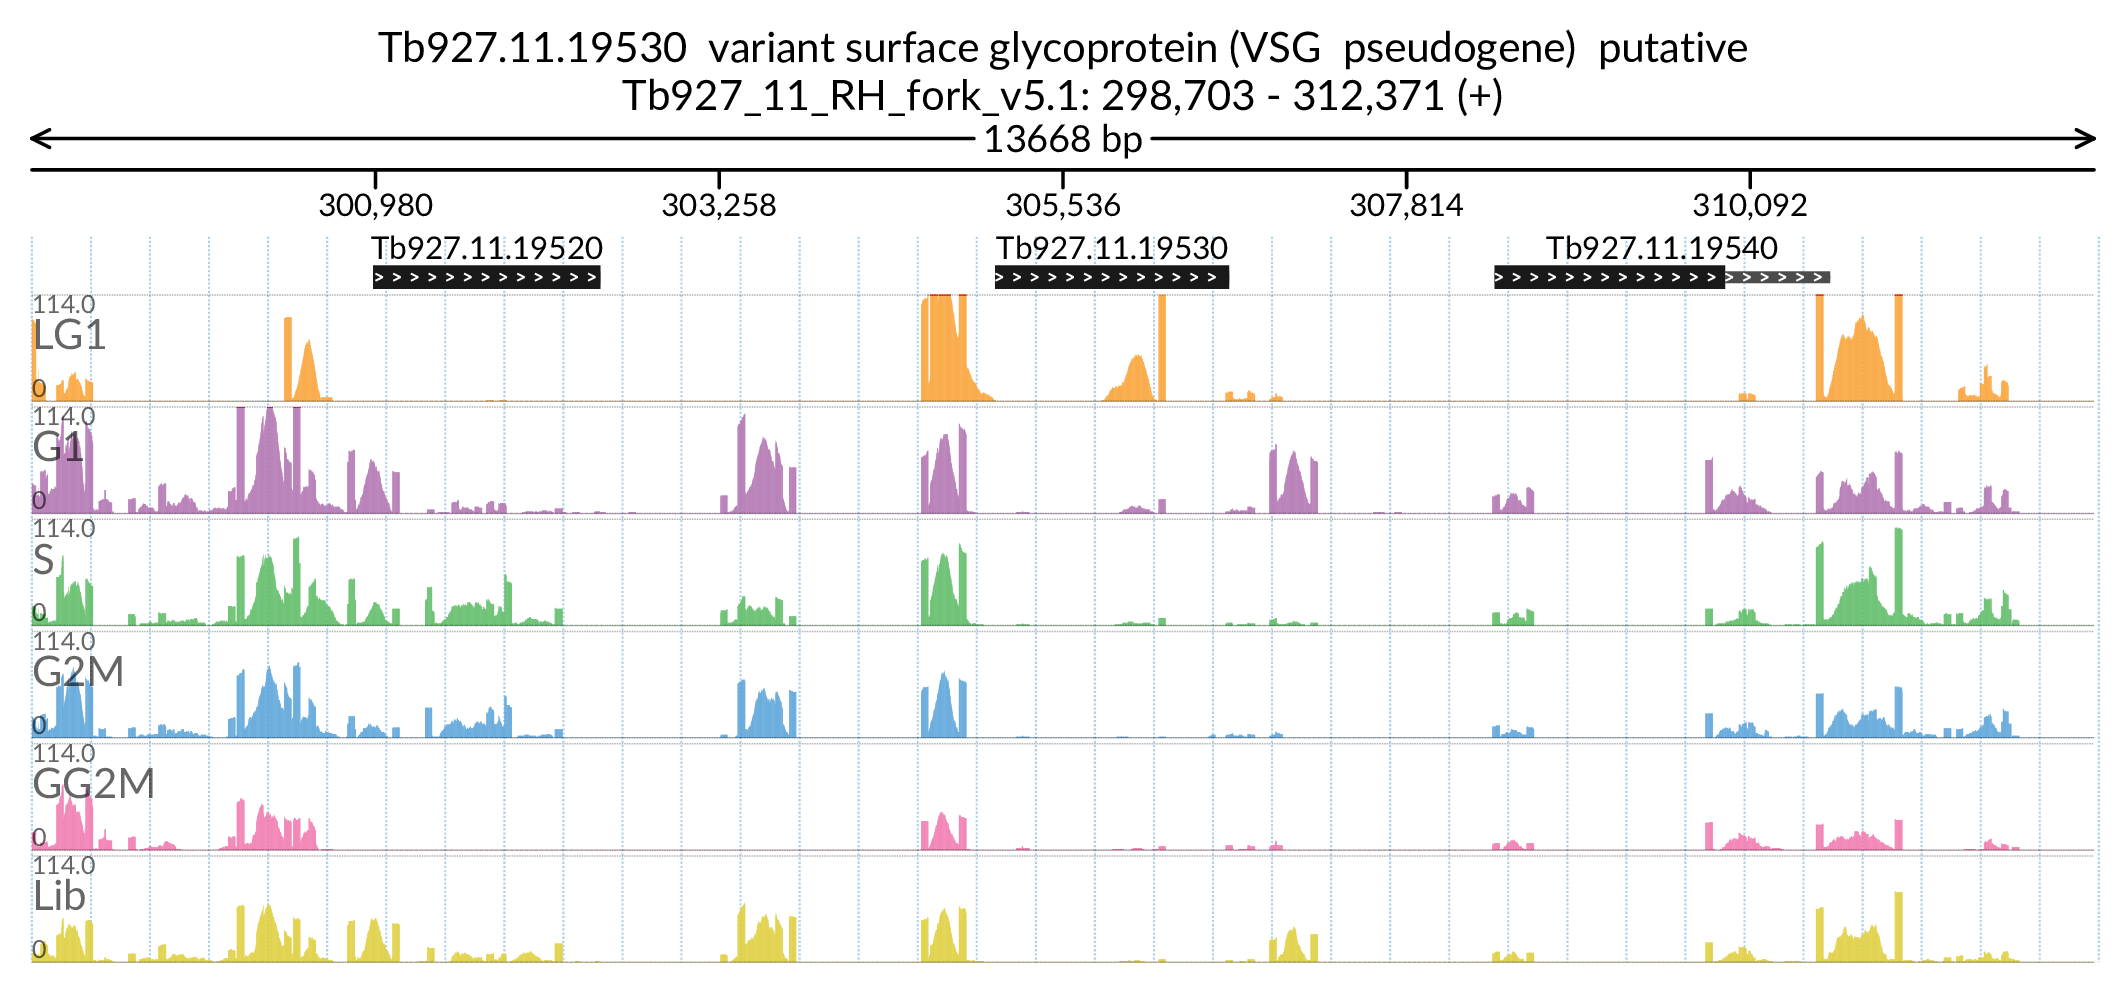 Tb927.11.19530  variant surface glycoprotein (VSG  pseudogene)  putative
Tb927_11_RH_fork_v5.1: 298,703 - 312,371 (+)
13668 bp
300,980 303,258 305,536 307,814 310,092
Tb927.11.19520 Tb927.11.19530 Tb927.11.19540
114.0
LG1
0
114.0
G1
0
114.0
S
0
114.0
G2M
0
114.0
GG2M
0
114.0
Lib
0